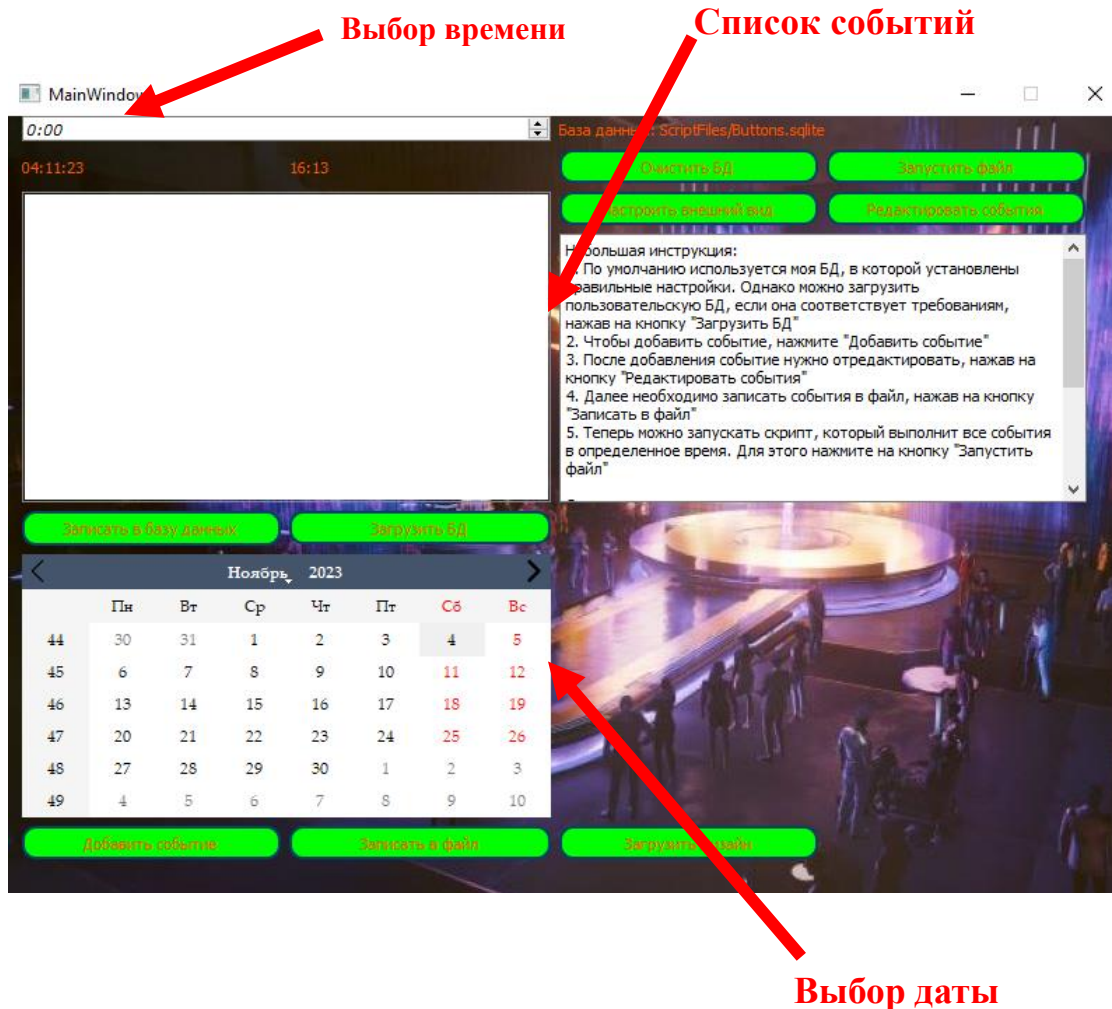 Выбор времени
Список событий
MainWindow
0:00
База данных: ScriptFiles/Buttons.sqlite
04:11:23
16:13
Очистить БД
Запустить файл
Настроить внешний вид
Редактировать события
Небольшая инструкция:
1. По умолчанию используется моя БД, в которой установлены
правильные настройки. Однако можно загрузить
пользовательскую БД, если она соответствует требованиям,
нажав на кнопку "Загрузить БД"
2. Чтобы добавить событие, нажмите "Добавить событие"
3. После добавления событие нужно отредактировать, нажав на
кнопку "Редактировать события"
4. Далее необходимо записать события в файл, нажав на кнопку
"Записать в файл"
5. Теперь можно запускать скрипт, который выполнит все события
в определенное время. Для этого нажмите на кнопку "Запустить
файл"
Записать в базу данных
Загрузить БД
Ноябрь 2023
Пн Вт Ср Чт Пт Сб Вс
44 30 31 1 2 3 4 5
45 6 7 8 9 10 11 12
46 13 14 15 16 17 18 19
47 20 21 22 23 24 25 26
48 27 28 29 30 1 2 3
49 4 5 6 7 8 9 10
Добавить событие
Записать в файл
Загрузить дизайн
Выбор даты